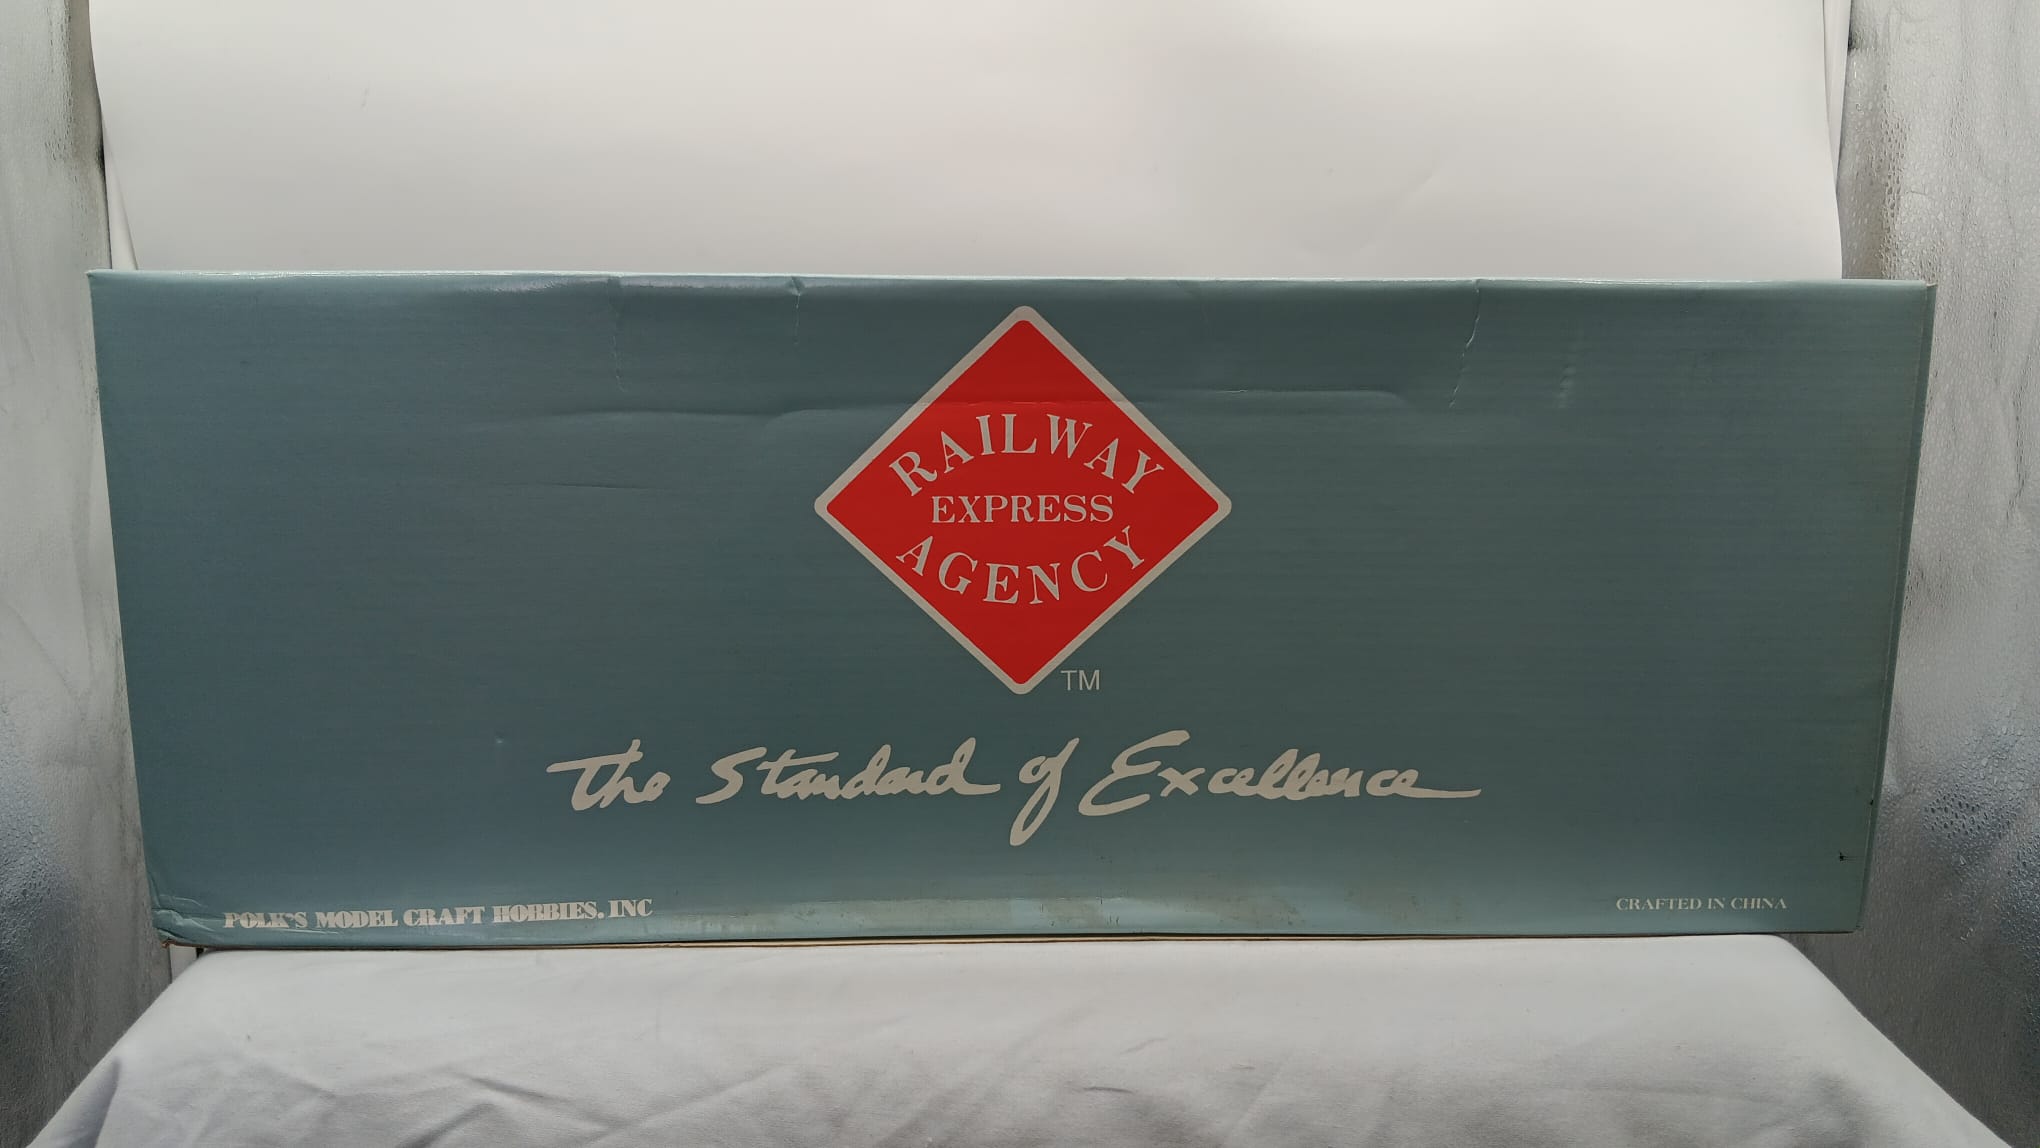 RAILWAY
EXPRESS
AGENCY
TM
The Standard of Excellence
POLK'S MODEL CRAFT HOBBIES, INC
CRAFTED IN CHINA